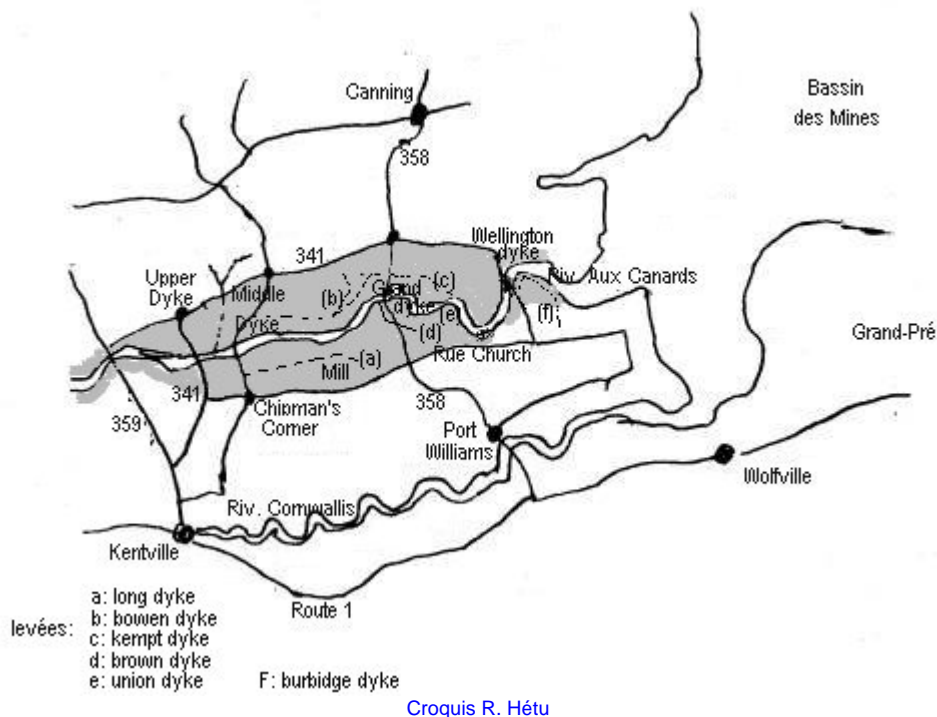 Canning
Bassin
des Mines
358
Wellington
dyke
341
Riv. Aux Canards
Upper
Dyke
Middle
(b)
(c)
Grand
dyke
(e)
(f)
Dyke
(d)
Grand-Pré
Rue Church
(a)
Mill
341
358
359
Chipman's
Corner
Port
Williams
Wolfville
Riv. Cornwallis
Kentville
Route 1
levées:
a: long dyke
b: bowen dyke
c: kempt dyke
d: brown dyke
e: union dyke
F: burbidge dyke
Croquis R. Hétu